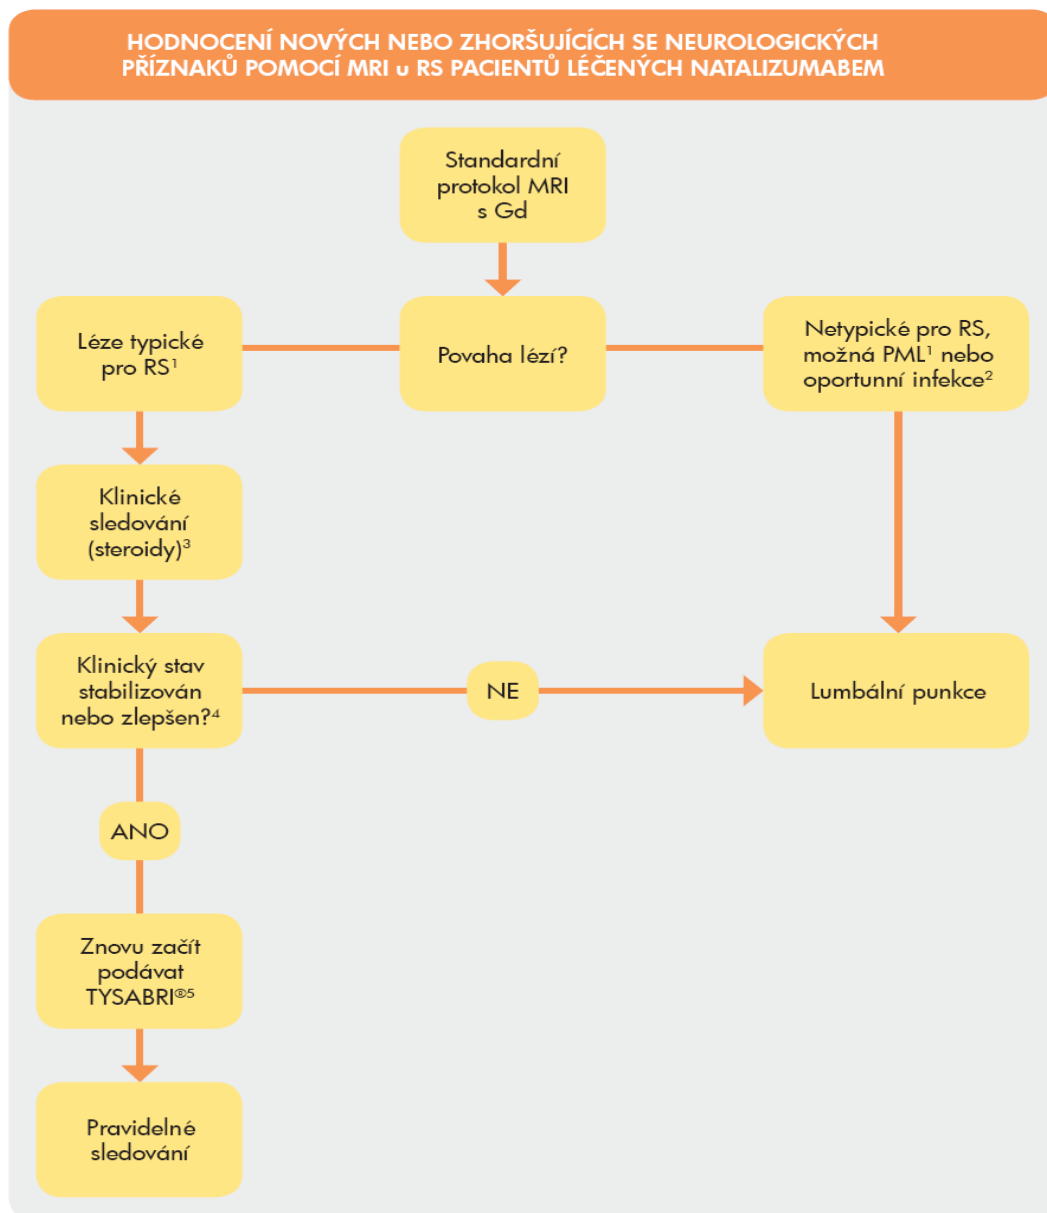 HODNOCENÍ NOVÝCH NEBO ZHORŠUJÍCÍCH SE NEUROLOGICKÝCH
PŘÍZNAKŮ POMOCÍ MRI u RS PACIENTŮ LÉČENÝCH NATALIZUMABEM
Standardní
protokol MRI
s Gd
Léze typické
pro RS¹
Povaha lézí?
Netypické pro RS,
možná PML¹ nebo
oportunní infekce²
Klinické
sledování
(steroidy)³
Klinický stav
stabilizován
nebo zlepšen?⁴
NE
Lumbální punkce
ANO
Znovu začít
podávat
TYSABRI®⁵
Pravidelné
sledování